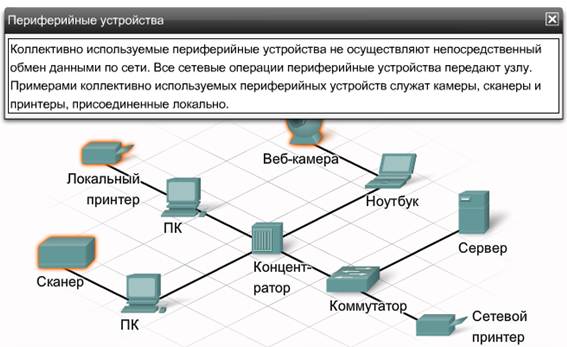 Периферийные устройства
Коллективно используемые периферийные устройства не осуществляют непосредственный
обмен данными по сети. Все сетевые операции периферийные устройства передают узлу.
Примерами коллективно используемых периферийных устройств служат камеры, сканеры и
принтеры, присоединенные локально.
Веб-камера
Локальный
принтер
Ноутбук
ПК
Сервер
Концент-
ратор
Сканер
Коммутатор
ПК
Сетевой
принтер